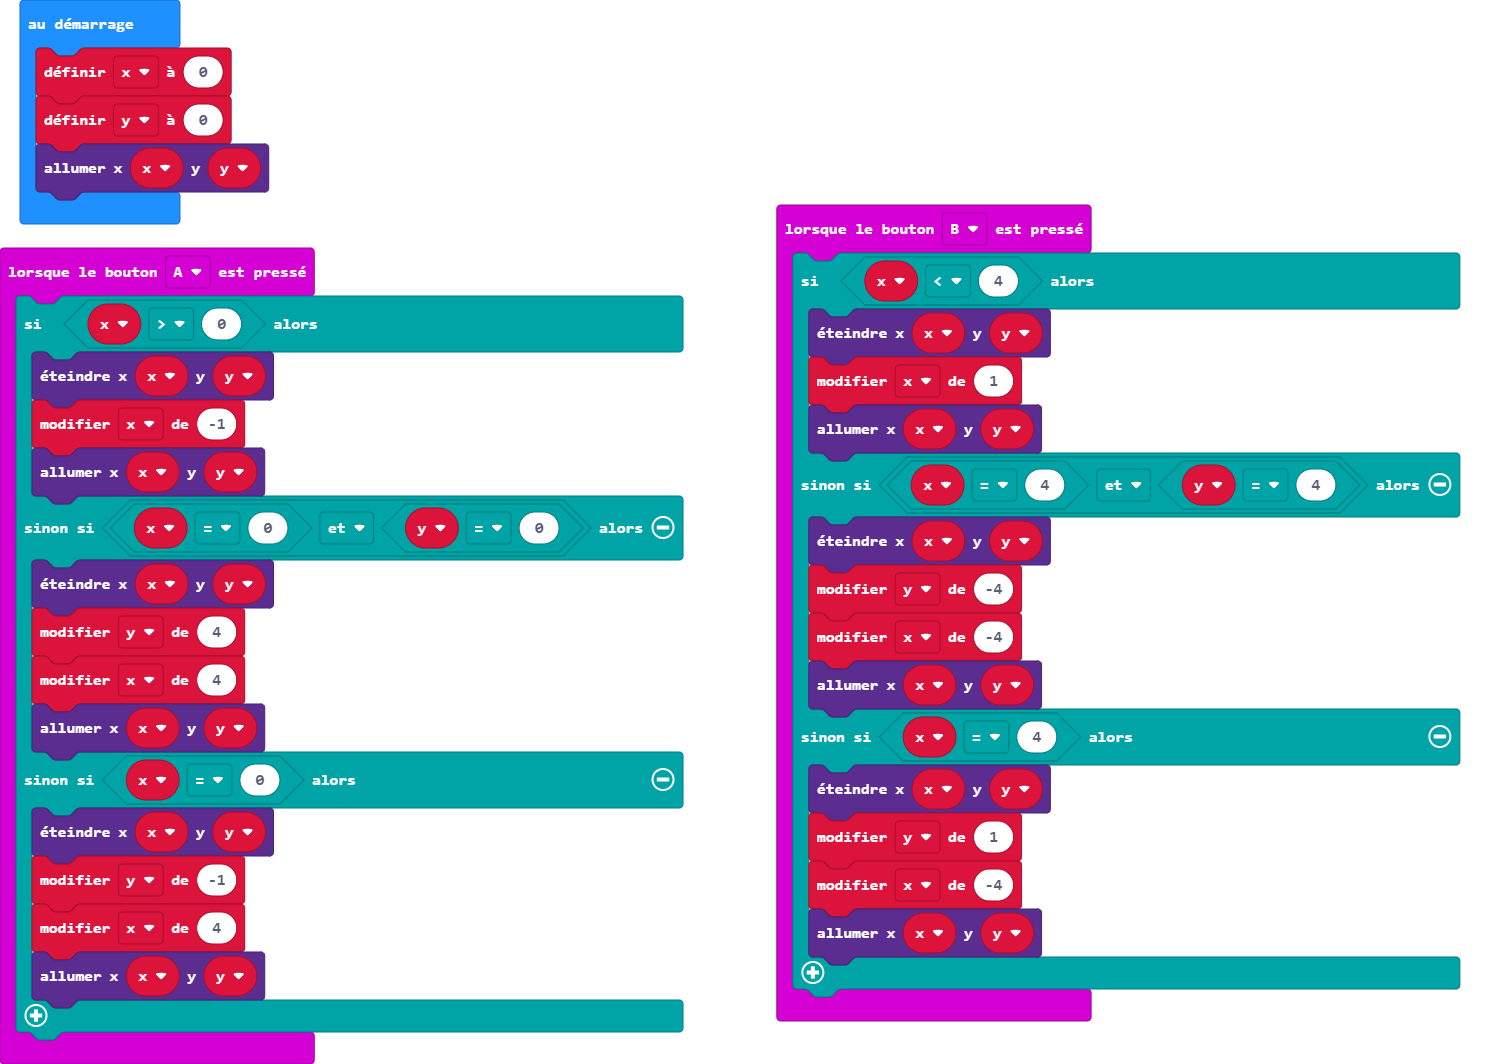 au démarrage
définir x à 0
définir y à 0
allumer x x y y
lorsque le bouton A est pressé
si x > 0 alors
éteindre x x y y
modifier x de -1
allumer x x y y
sinon si x = 0 et y = 0 alors
éteindre x x y y
modifier y de 4
modifier x de 4
allumer x x y y
sinon si x = 0 alors
éteindre x x y y
modifier y de -1
modifier x de 4
allumer x x y y
lorsque le bouton B est pressé
si x < 4 alors
éteindre x x y y
modifier x de 1
allumer x x y y
sinon si x = 4 et y = 4 alors
éteindre x x y y
modifier y de -4
modifier x de -4
allumer x x y y
sinon si x = 4 alors
éteindre x x y y
modifier y de 1
modifier x de -4
allumer x x y y